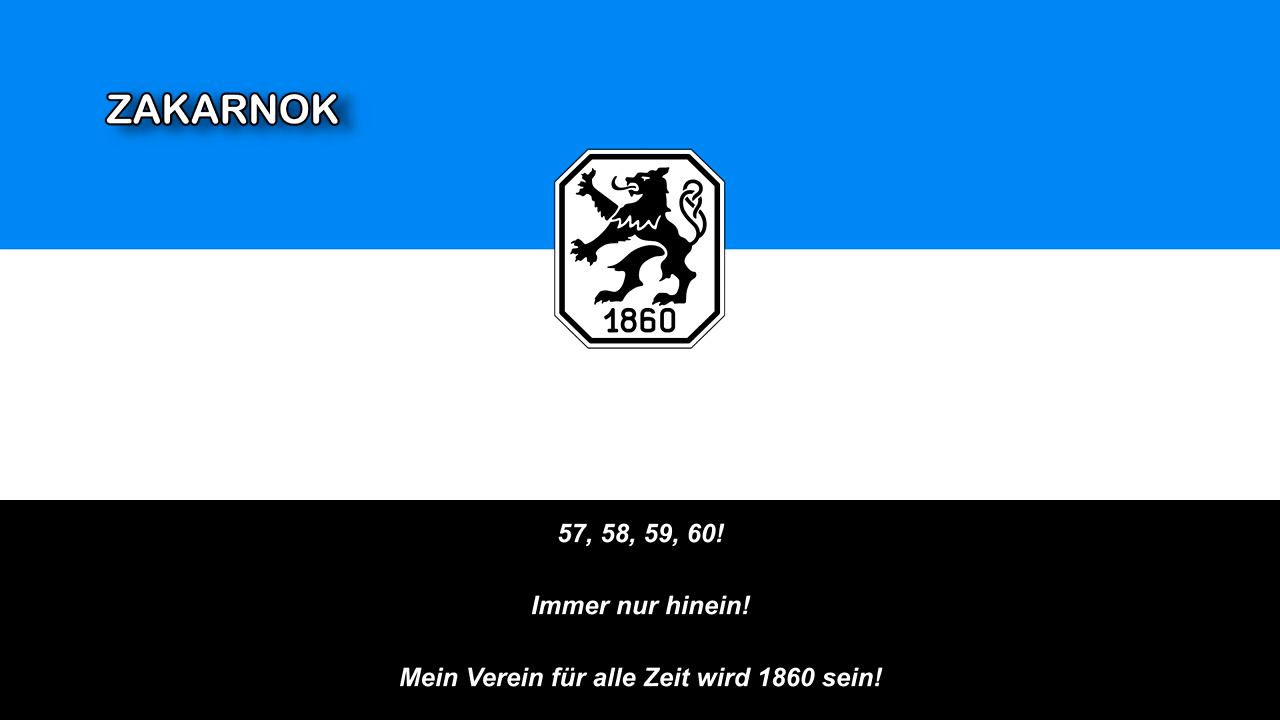 ZAKARNOK
1860
57, 58, 59, 60!
Immer nur hinein!
Mein Verein für alle Zeit wird 1860 sein!